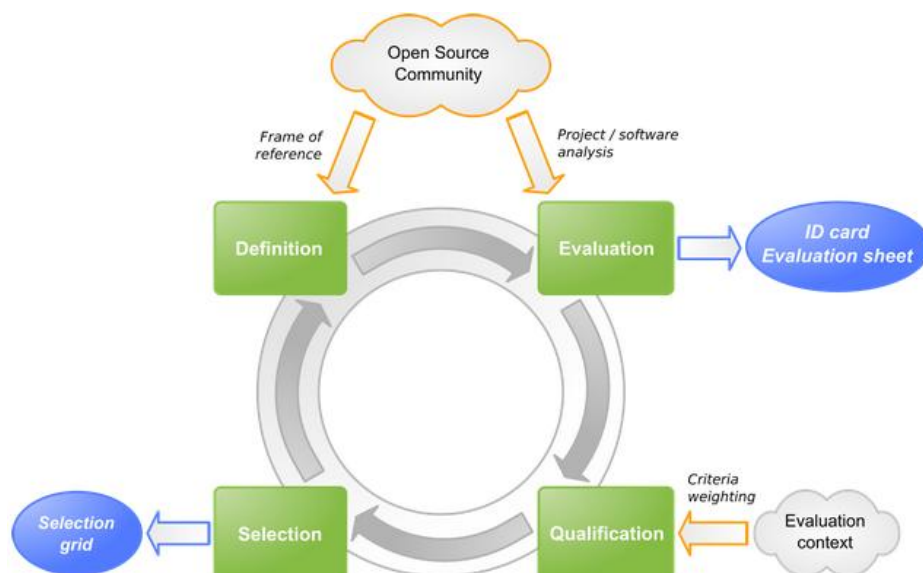 Open Source
Community
Frame of
reference
Project / software
analysis
Definition
Evaluation
ID card
Evaluation sheet
Criteria
weighting
Selection
grid
Selection
Qualification
Evaluation
context